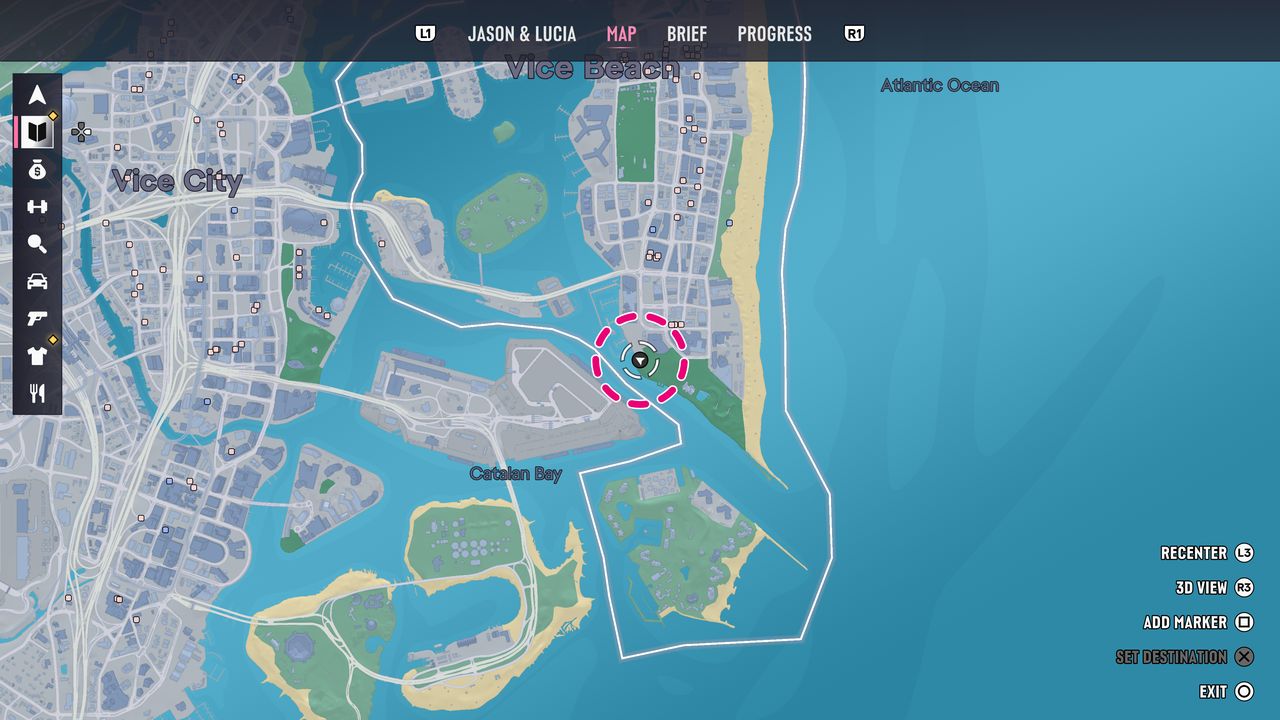 L1 JASON & LUCIA MAP BRIEF PROGRESS R1
Vice Beach
Atlantic Ocean
Vice City
Catalan Bay
RECENTER L3
3D VIEW R3
ADD MARKER
SET DESTINATION
EXIT